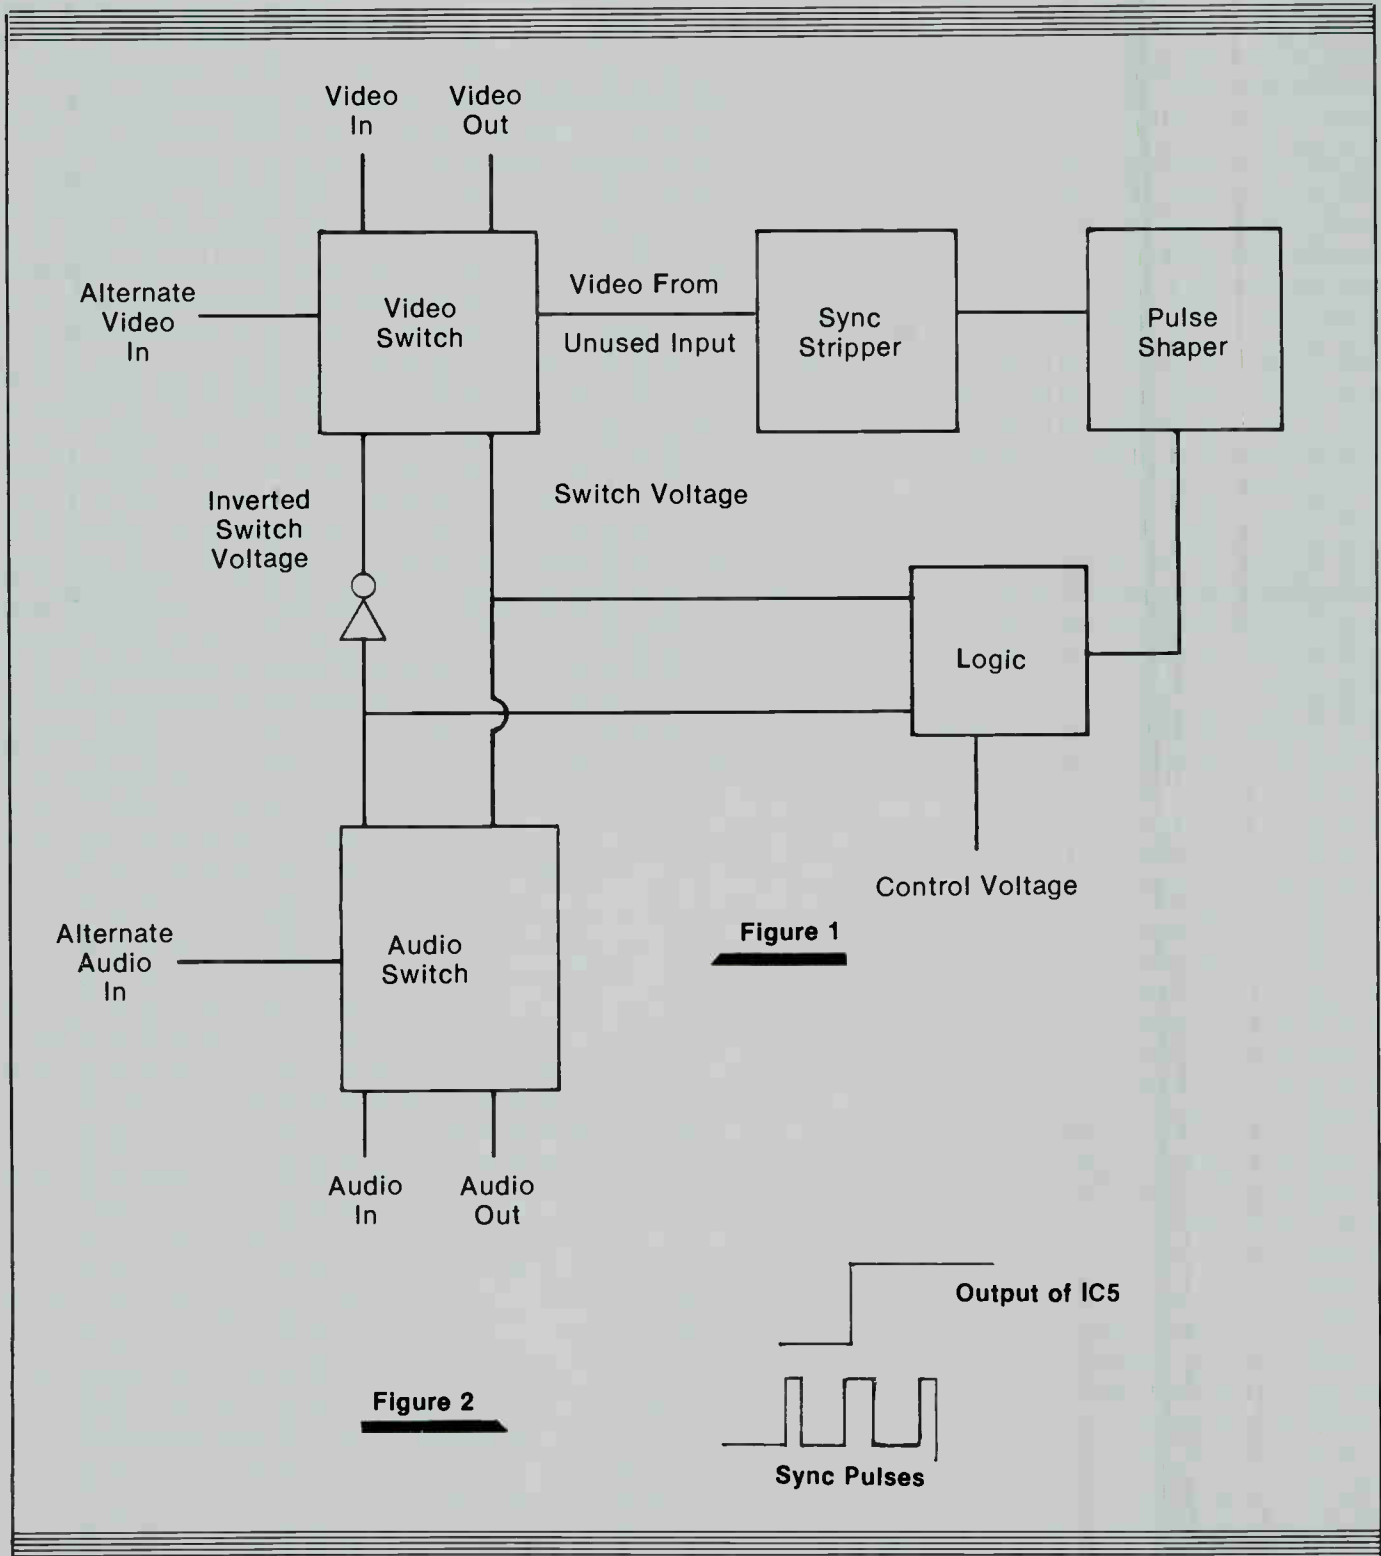 Video
In
Video
Out
Alternate
Video
In
Video
Switch
Video From
Unused Input
Sync
Stripper
Pulse
Shaper
Inverted
Switch
Voltage
Switch Voltage
Logic
Control Voltage
Figure 1
Alternate
Audio
In
Audio
Switch
Audio
In
Audio
Out
Output of IC5
Figure 2
Sync Pulses